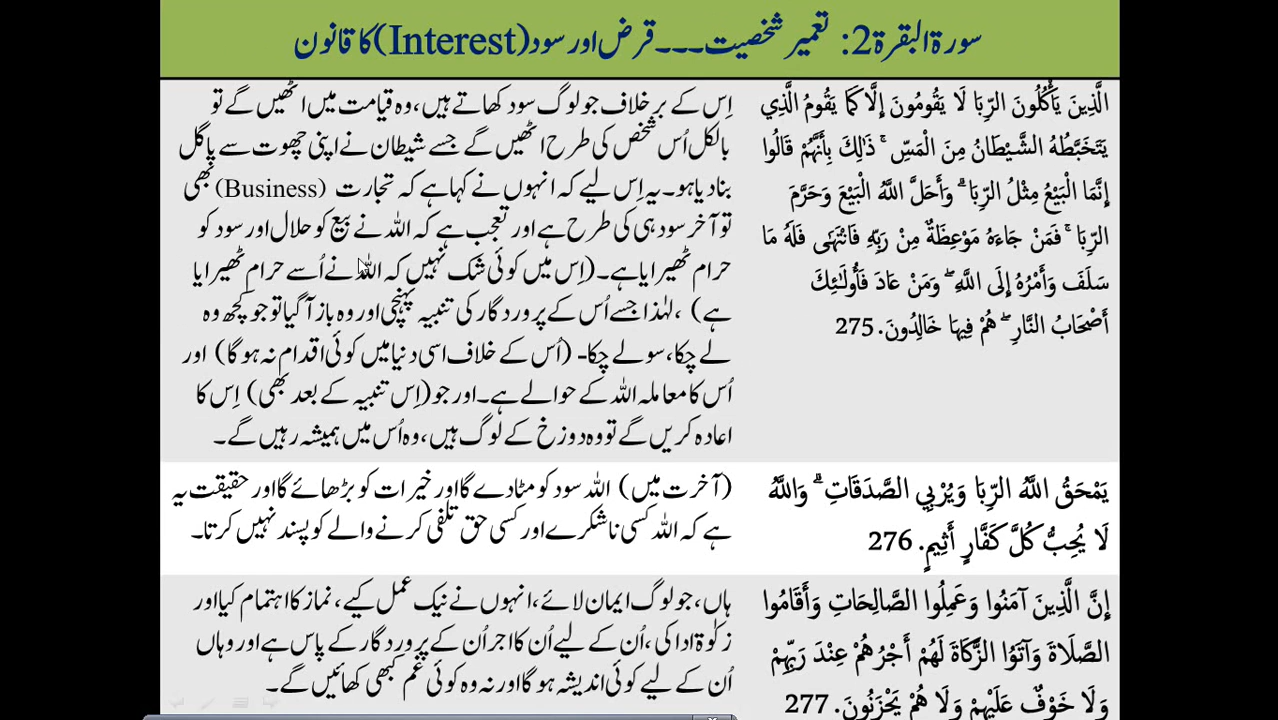 سورۃ البقرۃ 2: تعمیر شخصیت۔۔۔قرض اور سود (Interest) کا قانون
الَّذِينَ يَأْكُلُونَ الرِّبَا لَا يَقُومُونَ إِلَّا كَمَا يَقُومُ الَّذِي
يَتَخَبَّطُهُ الشَّيْطَانُ مِنَ الْمَسِّ ۚ ذَٰلِكَ بِأَنَّهُمْ قَالُوا
إِنَّمَا الْبَيْعُ مِثْلُ الرِّبَا ۗ وَأَحَلَّ اللَّهُ الْبَيْعَ وَحَرَّمَ
الرِّبَا ۚ فَمَنْ جَاءَهُ مَوْعِظَةٌ مِنْ رَبِّهِ فَانْتَهَىٰ فَلَهُ مَا
سَلَفَ وَأَمْرُهُ إِلَى اللَّهِ ۖ وَمَنْ عَادَ فَأُولَٰئِكَ
أَصْحَابُ النَّارِ ۖ هُمْ فِيهَا خَالِدُونَ. 275
اِس کے برخلاف جو لوگ سود کھاتے ہیں، وہ قیامت میں اٹھیں گے تو
بالکل اُس شخص کی طرح اٹھیں گے جسے شیطان نے اپنی چھوت سے پاگل
بنا دیا ہو۔ یہ اِس لیے کہ انہوں نے کہا ہے کہ تجارت (Business) بھی
تو آخر سود ہی کی طرح ہے اور تعجب ہے کہ اللہ نے بیع کو حلال اور سود کو
حرام ٹھیرایا ہے۔ (اِس میں کوئی شک نہیں کہ اللہ نے اُسے حرام ٹھیرایا
ہے) ، لہٰذا جسے اُس کے پروردگار کی تنبیہ پہنچی اور وہ باز آ گیا تو جو کچھ وہ
لے چکا، سو لے چکا- (اُس کے خلاف اسی دنیا میں کوئی اقدام نہ ہو گا) اور
اُس کا معاملہ اللہ کے حوالے ہے۔ اور جو (اِس تنبیہ کے بعد بھی) اِس کا
اعادہ کریں گے تو وہ دوزخ کے لوگ ہیں، وہ اُس میں ہمیشہ رہیں گے۔
يَمْحَقُ اللَّهُ الرِّبَا وَيُرْبِي الصَّدَقَاتِ ۗ وَاللَّهُ
لَا يُحِبُّ كُلَّ كَفَّارٍ أَثِيمٍ. 276
(آخرت میں) اللہ سود کو مٹا دے گا اور خیرات کو بڑھائے گا اور حقیقت یہ
ہے کہ اللہ کسی ناشکرے اور کسی حق تلفی کرنے والے کو پسند نہیں کرتا۔
إِنَّ الَّذِينَ آمَنُوا وَعَمِلُوا الصَّالِحَاتِ وَأَقَامُوا
الصَّلَاةَ وَآتَوُا الزَّكَاةَ لَهُمْ أَجْرُهُمْ عِنْدَ رَبِّهِمْ
وَلَا خَوْفٌ عَلَيْهِمْ وَلَا هُمْ يَحْزَنُونَ. 277
ہاں، جو لوگ ایمان لائے، انہوں نے نیک عمل کیے، نماز کا اہتمام کیا اور
زکوٰۃ ادا کی، اُن کے لیے اُن کا اجر اُن کے پروردگار کے پاس ہے اور وہاں
اُن کے لیے کوئی اندیشہ ہو گا اور نہ وہ کوئی غم کبھی کھائیں گے۔